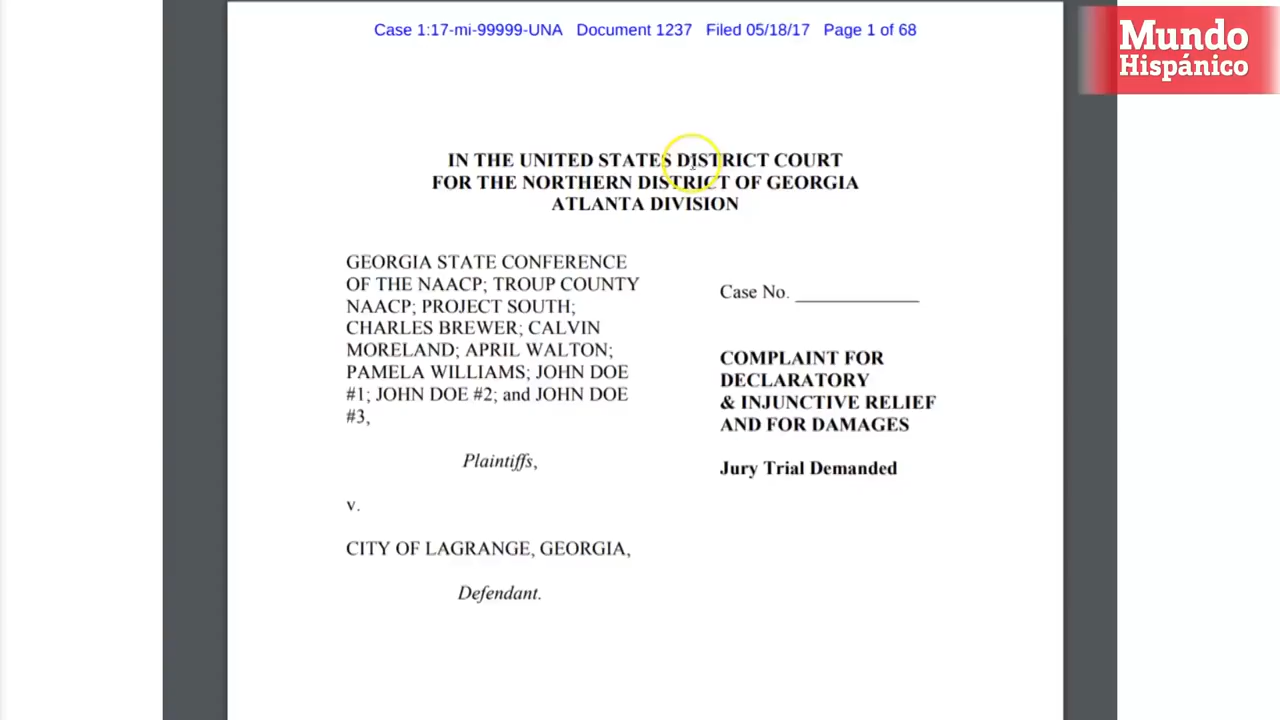 Case 1:17-mi-99999-UNA Document 1237 Filed 05/18/17 Page 1 of 68
Mundo
Hispánico
IN THE UNITED STATES DISTRICT COURT
FOR THE NORTHERN DISTRICT OF GEORGIA
ATLANTA DIVISION
GEORGIA STATE CONFERENCE
OF THE NAACP; TROUP COUNTY
NAACP; PROJECT SOUTH;
CHARLES BREWER; CALVIN
MORELAND; APRIL WALTON;
PAMELA WILLIAMS; JOHN DOE
#1; JOHN DOE #2; and JOHN DOE
#3,
Plaintiffs,
v.
CITY OF LAGRANGE, GEORGIA,
Defendant.
Case No. ______________
COMPLAINT FOR
DECLARATORY
& INJUNCTIVE RELIEF
AND FOR DAMAGES
Jury Trial Demanded